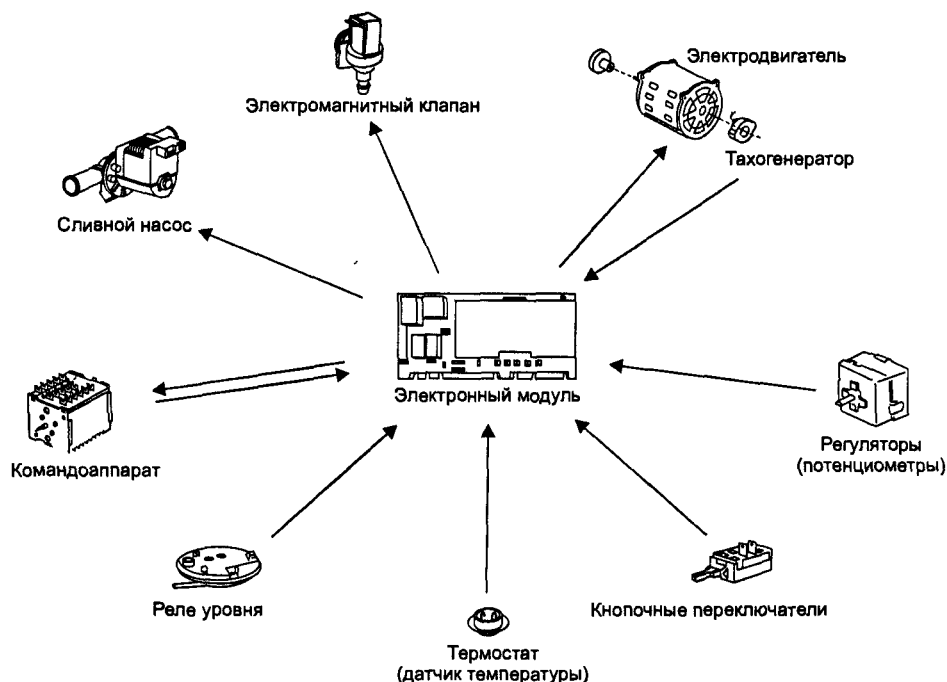 Электромагнитный клапан
Электродвигатель
Тахогенератор
Сливной насос
Электронный модуль
Командоаппарат
Регуляторы
(потенциометры)
Реле уровня
Кнопочные переключатели
Термостат
(датчик температуры)